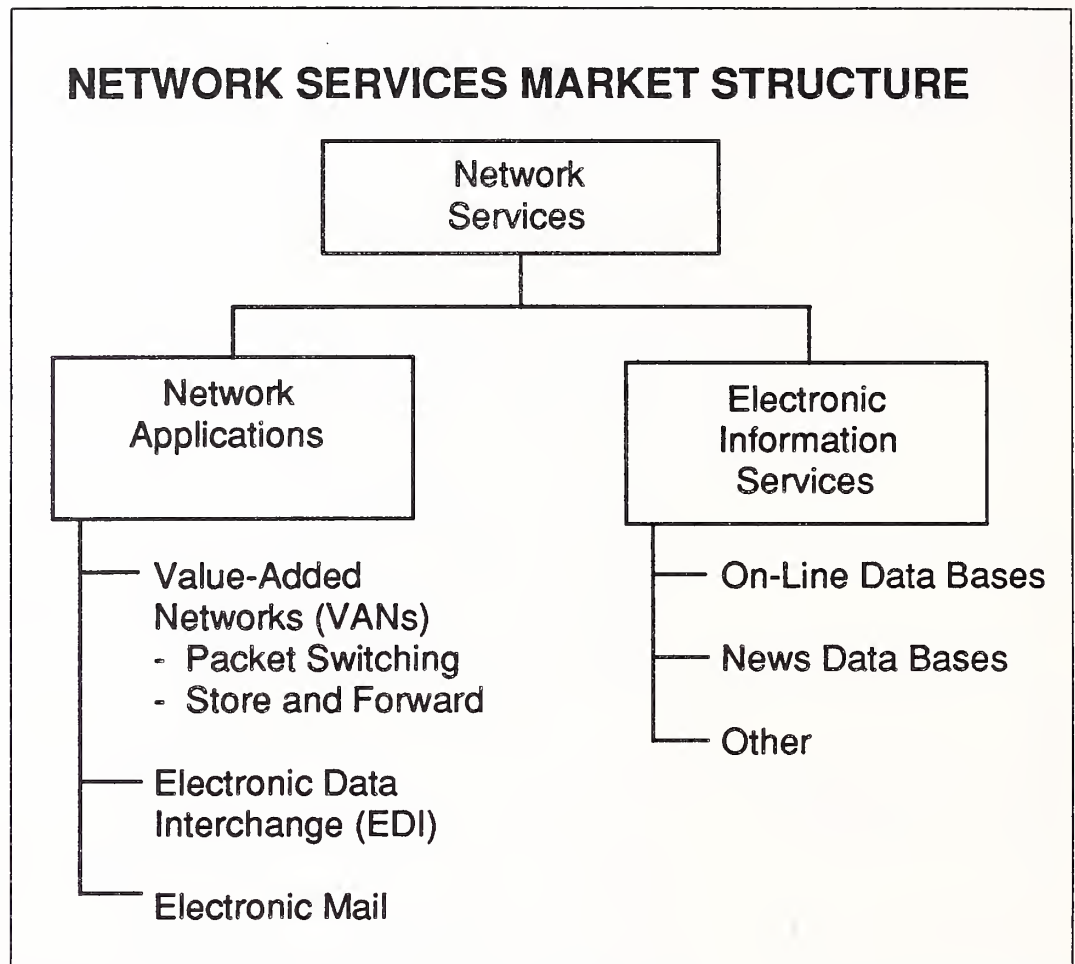 NETWORK SERVICES MARKET STRUCTURE
Network
Services
Network
Applications
Electronic
Information
Services
Value-Added
Networks (VANs)
- Packet Switching
- Store and Forward
Electronic Data
Interchange (EDI)
Electronic Mail
On-Line Data Bases
News Data Bases
Other